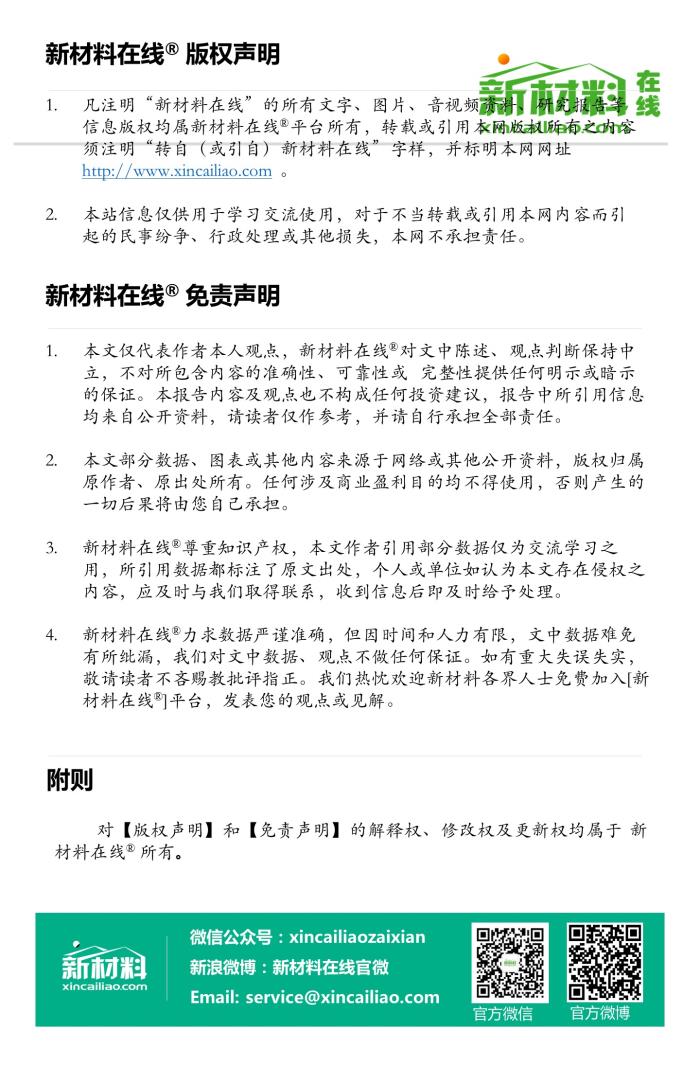 新材料在线® 版权声明
新材料在线
xincailiao.com
1. 凡注明“新材料在线”的所有文字、图片、音视频资料、研究报告等
信息版权均属新材料在线®平台所有，转载或引用本网版权所有之内容
须注明“转自（或引自）新材料在线”字样，并标明本网网址
http://www.xincailiao.com 。
2. 本站信息仅供用于学习交流使用，对于不当转载或引用本网内容而引
起的民事纷争、行政处理或其他损失，本网不承担责任。
新材料在线® 免责声明
1. 本文仅代表作者本人观点，新材料在线®对文中陈述、观点判断保持中
立，不对所包含内容的准确性、可靠性或 完整性提供任何明示或暗示
的保证。本报告内容及观点也不构成任何投资建议，报告中所引用信息
均来自公开资料，请读者仅作参考，并请自行承担全部责任。
2. 本文部分数据、图表或其他内容来源于网络或其他公开资料，版权归属
原作者、原出处所有。任何涉及商业盈利目的均不得使用，否则产生的
一切后果将由您自己承担。
3. 新材料在线®尊重知识产权，本文作者引用部分数据仅为交流学习之
用，所引用数据都标注了原文出处，个人或单位如认为本文存在侵权之
内容，应及时与我们取得联系，收到信息后即及时给予处理。
4. 新材料在线®力求数据严谨准确，但因时间和人力有限，文中数据难免
有所纰漏，我们对文中数据、观点不做任何保证。如有重大失误失实，
敬请读者不吝赐教批评指正。我们热忱欢迎新材料各界人士免费加入[新
材料在线®]平台，发表您的观点或见解。
附则
对【版权声明】和【免责声明】的解释权、修改权及更新权均属于 新
材料在线® 所有。
新材料
xincailiao.com
微信公众号：xincailiaozaixian
新浪微博：新材料在线官微
Email: service@xincailiao.com
官方微信
官方微博